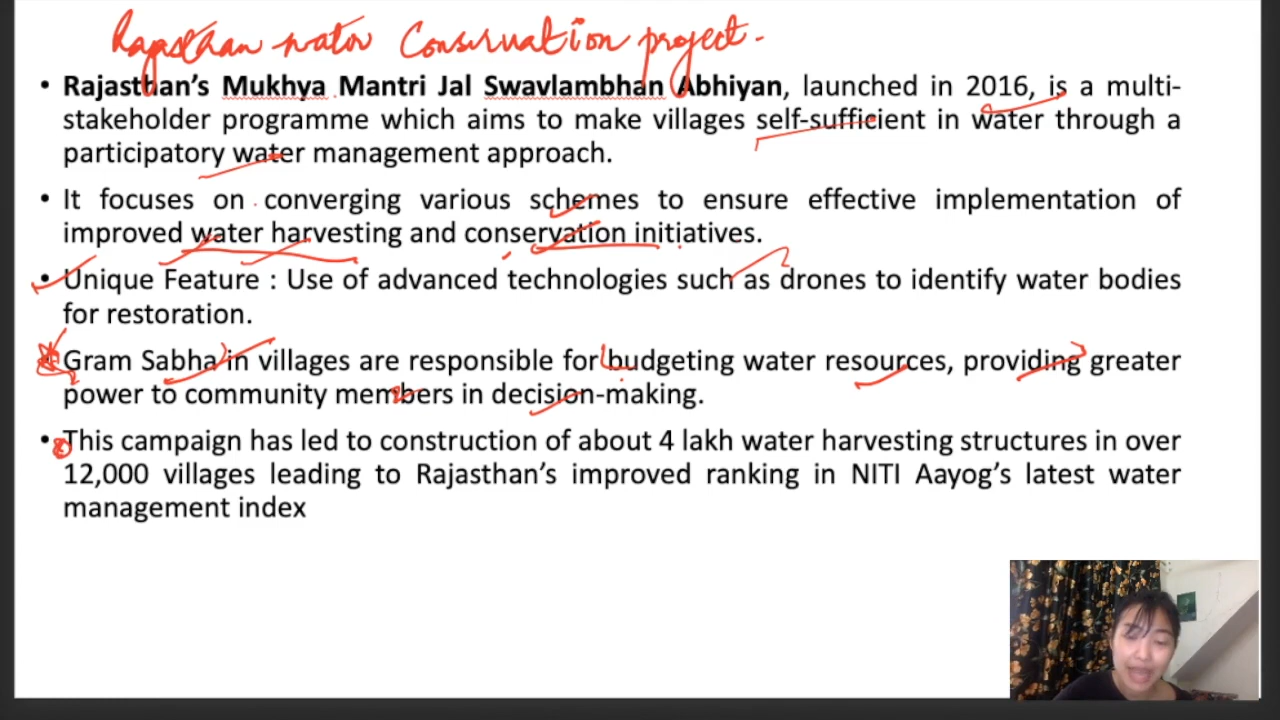 Rajasthan water Conservation project.
• Rajasthan's Mukhya Mantri Jal Swavlambhan Abhiyan, launched in 2016, is a multi-
stakeholder programme which aims to make villages self-sufficient in water through a
participatory water management approach.
• It focuses on converging various schemes to ensure effective implementation of
improved water harvesting and conservation initiatives.
• Unique Feature : Use of advanced technologies such as drones to identify water bodies
for restoration.
• Gram Sabha in villages are responsible for budgeting water resources, providing greater
power to community members in decision-making.
• This campaign has led to construction of about 4 lakh water harvesting structures in over
12,000 villages leading to Rajasthan's improved ranking in NITI Aayog's latest water
management index